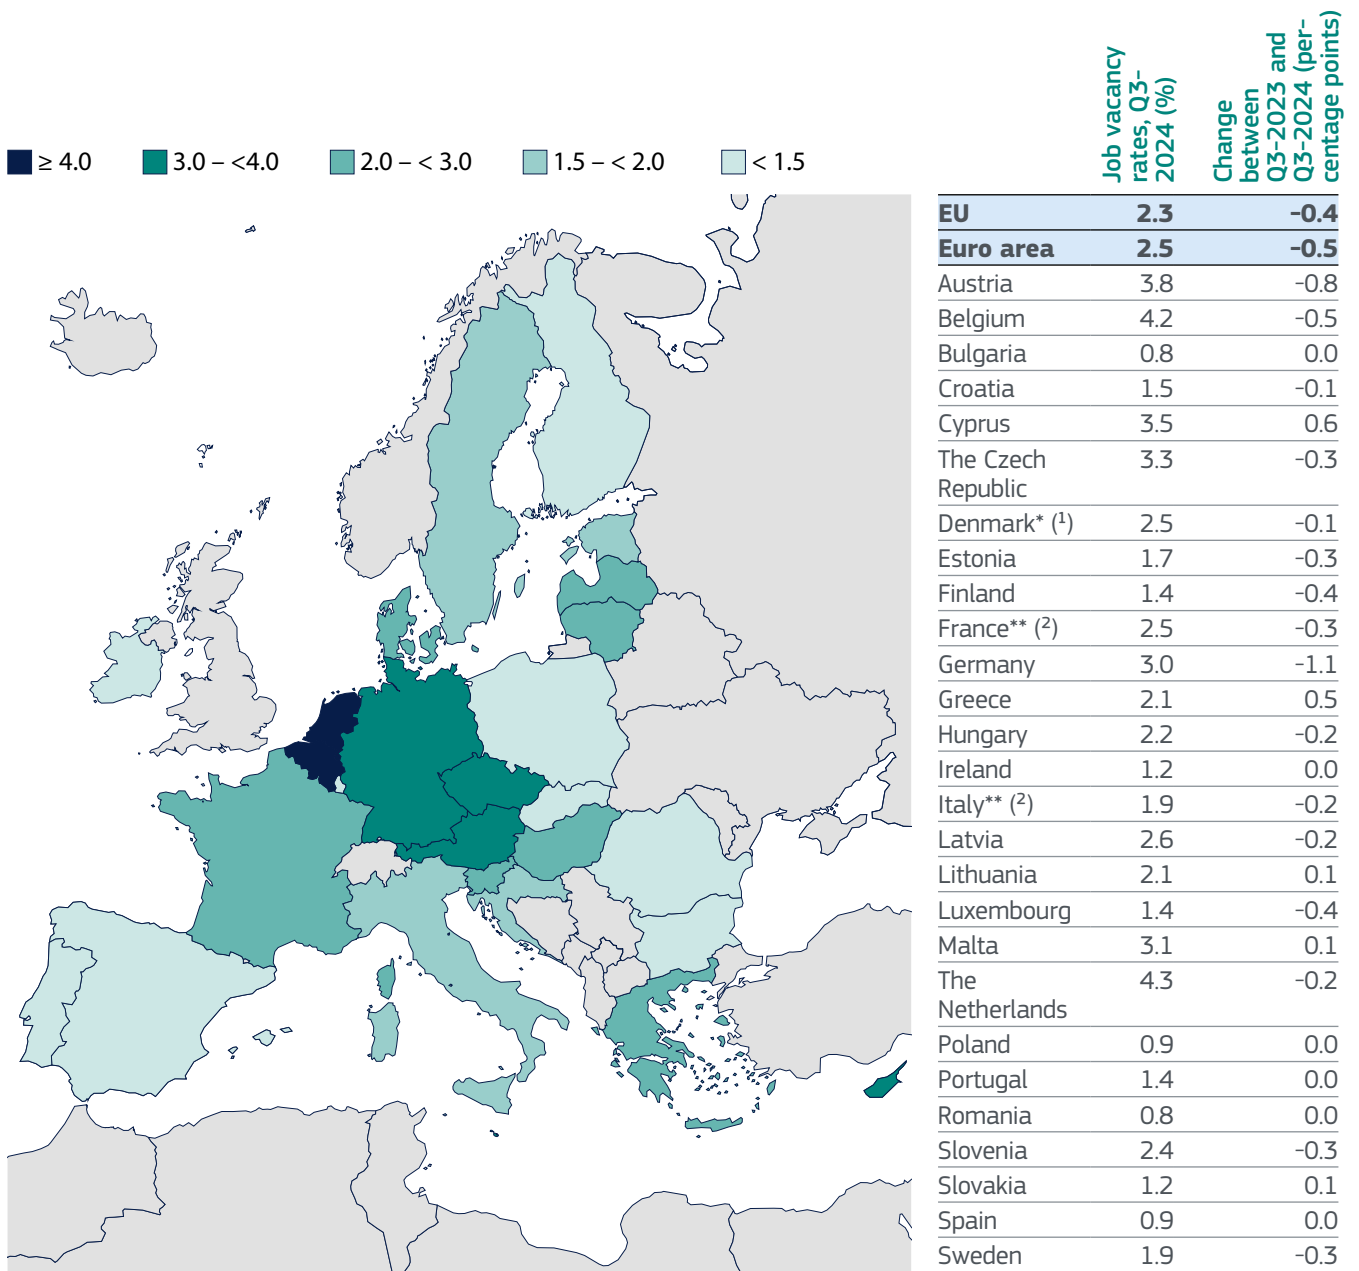 ≥ 4.0 3.0 – <4.0 2.0 – < 3.0 1.5 – < 2.0 < 1.5
Job vacancy
rates, Q3-
2024 (%)
Change
between
Q3-2023 and
Q3-2024 (per-
centage points)
EU 2.3 -0.4
Euro area 2.5 -0.5
Austria 3.8 -0.8
Belgium 4.2 -0.5
Bulgaria 0.8 0.0
Croatia 1.5 -0.1
Cyprus 3.5 0.6
The Czech 3.3 -0.3
Republic
Denmark* (¹) 2.5 -0.1
Estonia 1.7 -0.3
Finland 1.4 -0.4
France** (²) 2.5 -0.3
Germany 3.0 -1.1
Greece 2.1 0.5
Hungary 2.2 -0.2
Ireland 1.2 0.0
Italy** (²) 1.9 -0.2
Latvia 2.6 -0.2
Lithuania 2.1 0.1
Luxembourg 1.4 -0.4
Malta 3.1 0.1
The 4.3 -0.2
Netherlands
Poland 0.9 0.0
Portugal 1.4 0.0
Romania 0.8 0.0
Slovenia 2.4 -0.3
Slovakia 1.2 0.1
Spain 0.9 0.0
Sweden 1.9 -0.3